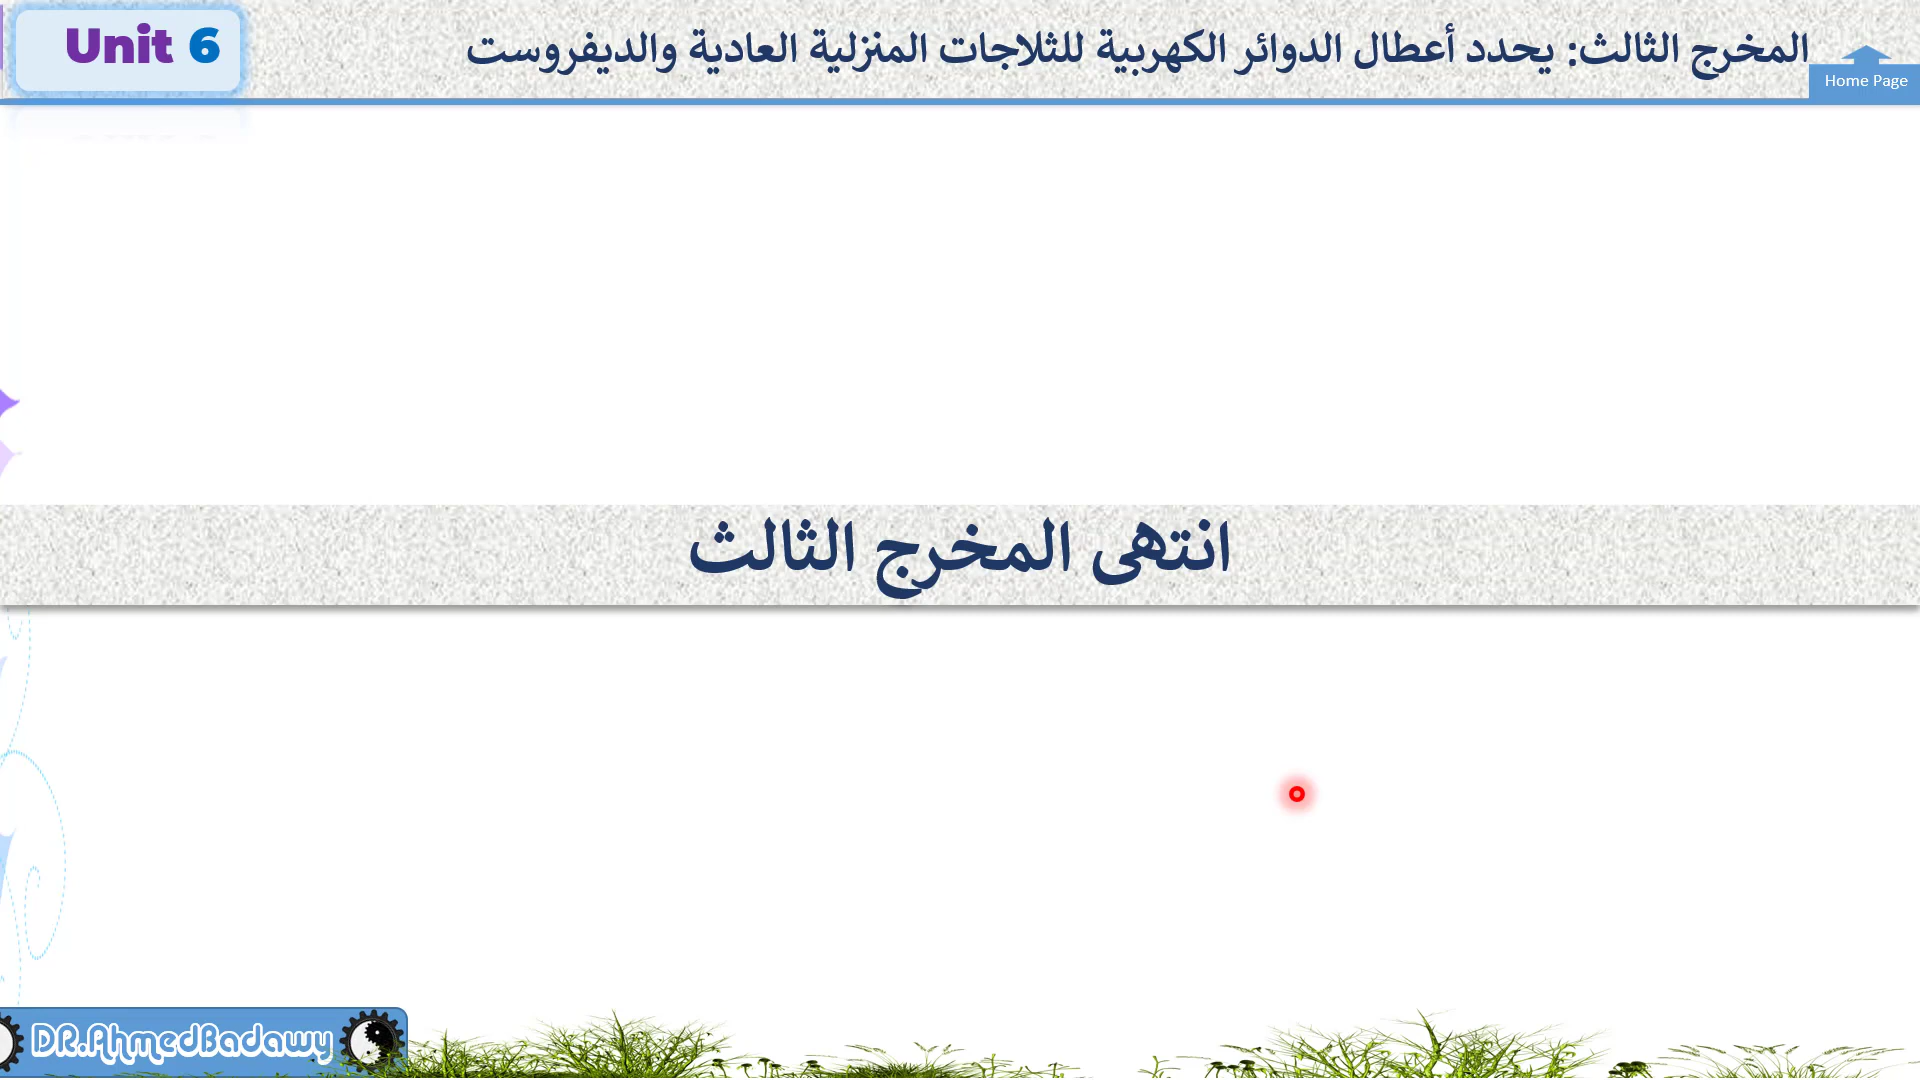 Unit 6
المخرج الثالث: يحدد أعطال الدوائر الكهربية للثلاجات المنزلية العادية والديفروست
Home Page
انتهى المخرج الثالث
DR.AhmedBadawy